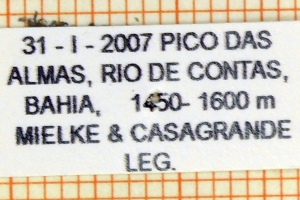 31 - I - 2007 PICO DAS
ALMAS, RIO DE CONTAS,
BAHIA, 1450- 1600 m
MIELKE & CASAGRANDE
LEG.